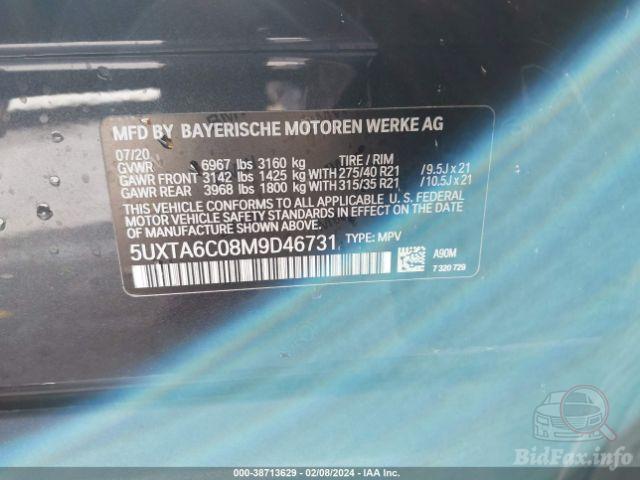 MFD BY BAYERISCHE MOTOREN WERKE AG
07/20
GVWR 6967 lbs 3160 kg TIRE / RIM
GAWR FRONT 3142 lbs 1425 kg WITH 275/40 R21 /9.5J x 21
GAWR REAR 3968 lbs 1800 kg WITH 315/35 R21 /10.5J x 21
THIS VEHICLE CONFORMS TO ALL APPLICABLE U. S. FEDERAL
MOTOR VEHICLE SAFETY STANDARDS IN EFFECT ON THE DATE
OF MANUFACTURE SHOWN ABOVE.
5UXTA6C08M9D46731 TYPE: MPV
A90M
7 320 729
BidFax.info
000-38713629 - 02/08/2024 - IAA Inc.